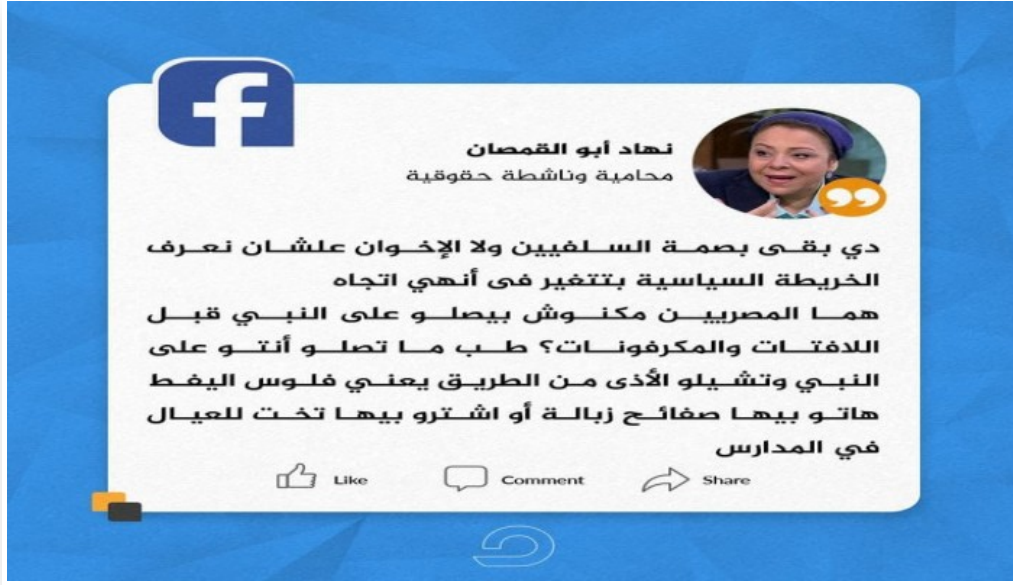 نهاد أبو القمصان
محامية وناشطة حقوقية
دي بقى بصمة السلفيين ولا الإخوان علشان نعرف
الخريطة السياسية بتتغير فى أنهي اتجاه
هما المصريين مكنوش بيصلو على النبي قبل
اللافتات والمكرفونات؟ طب ما تصلو أنتو على
النبي وتشيلو الأذى من الطريق يعني فلوس اليفط
هاتو بيها صفائح زبالة أو اشترو بيها تخت للعيال
في المدارس
Like Comment Share